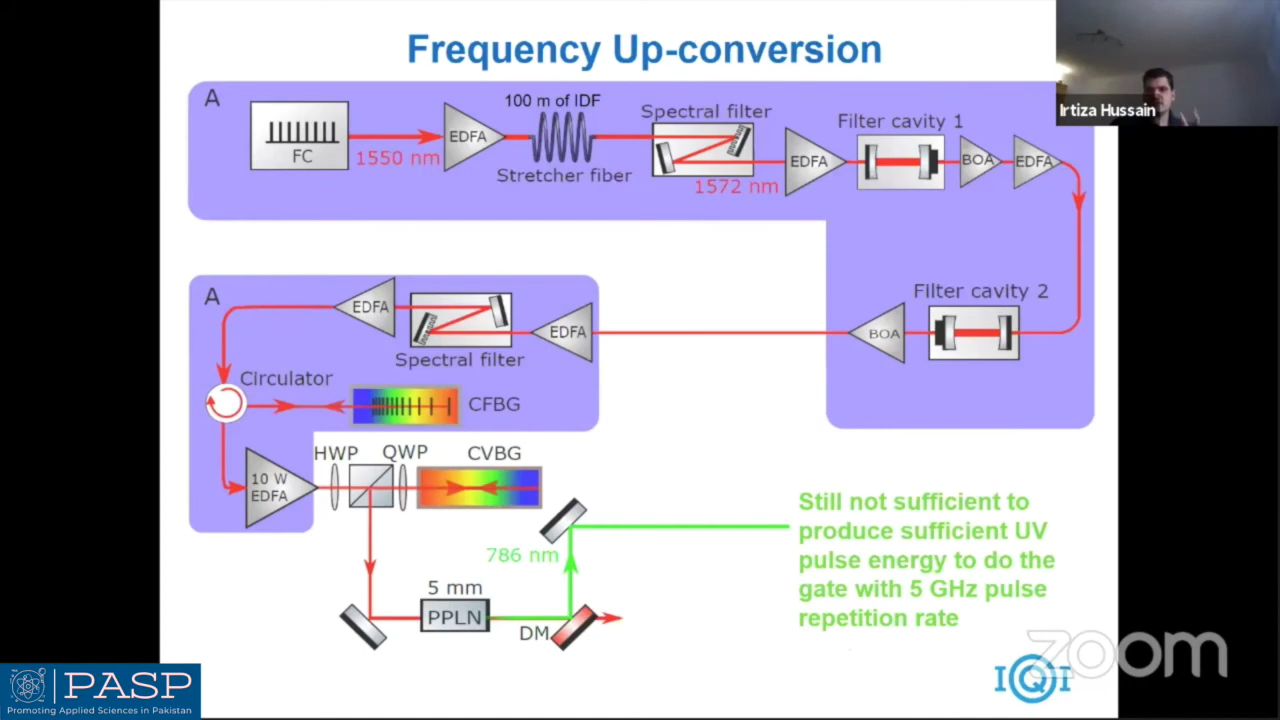 Frequency Up-conversion
Irtiza Hussain
A
FC
1550 nm
EDFA
100 m of IDF
Stretcher fiber
Spectral filter
1572 nm
EDFA
Filter cavity 1
BOA
EDFA
A
EDFA
Spectral filter
EDFA
BOA
Filter cavity 2
Circulator
CFBG
10 W
EDFA
HWP
QWP
CVBG
786 nm
5 mm
PPLN
DM
Still not sufficient to
produce sufficient UV
pulse energy to do the
gate with 5 GHz pulse
repetition rate
zoom
IQI
PASP
Promoting Applied Sciences in Pakistan